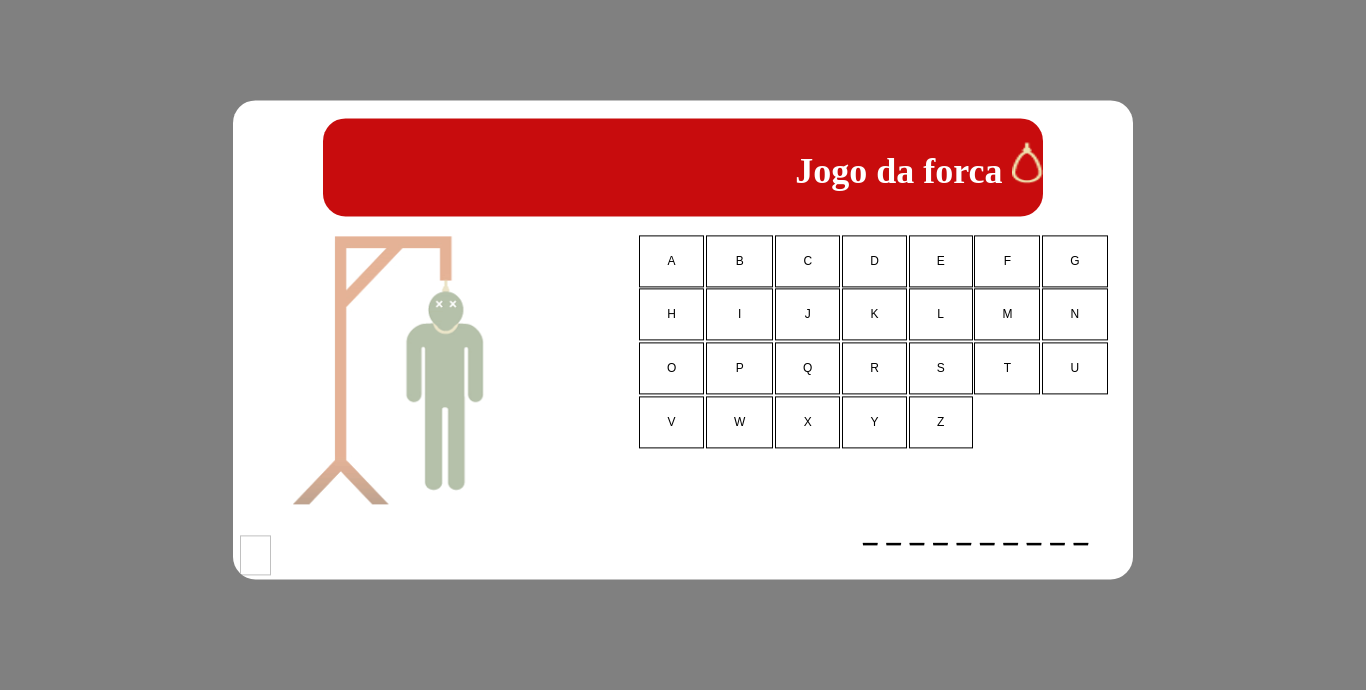 Jogo da forca
A B C D E F G
H I J K L M N
O P Q R S T U
V W X Y Z
_ _ _ _ _ _ _ _ _ _